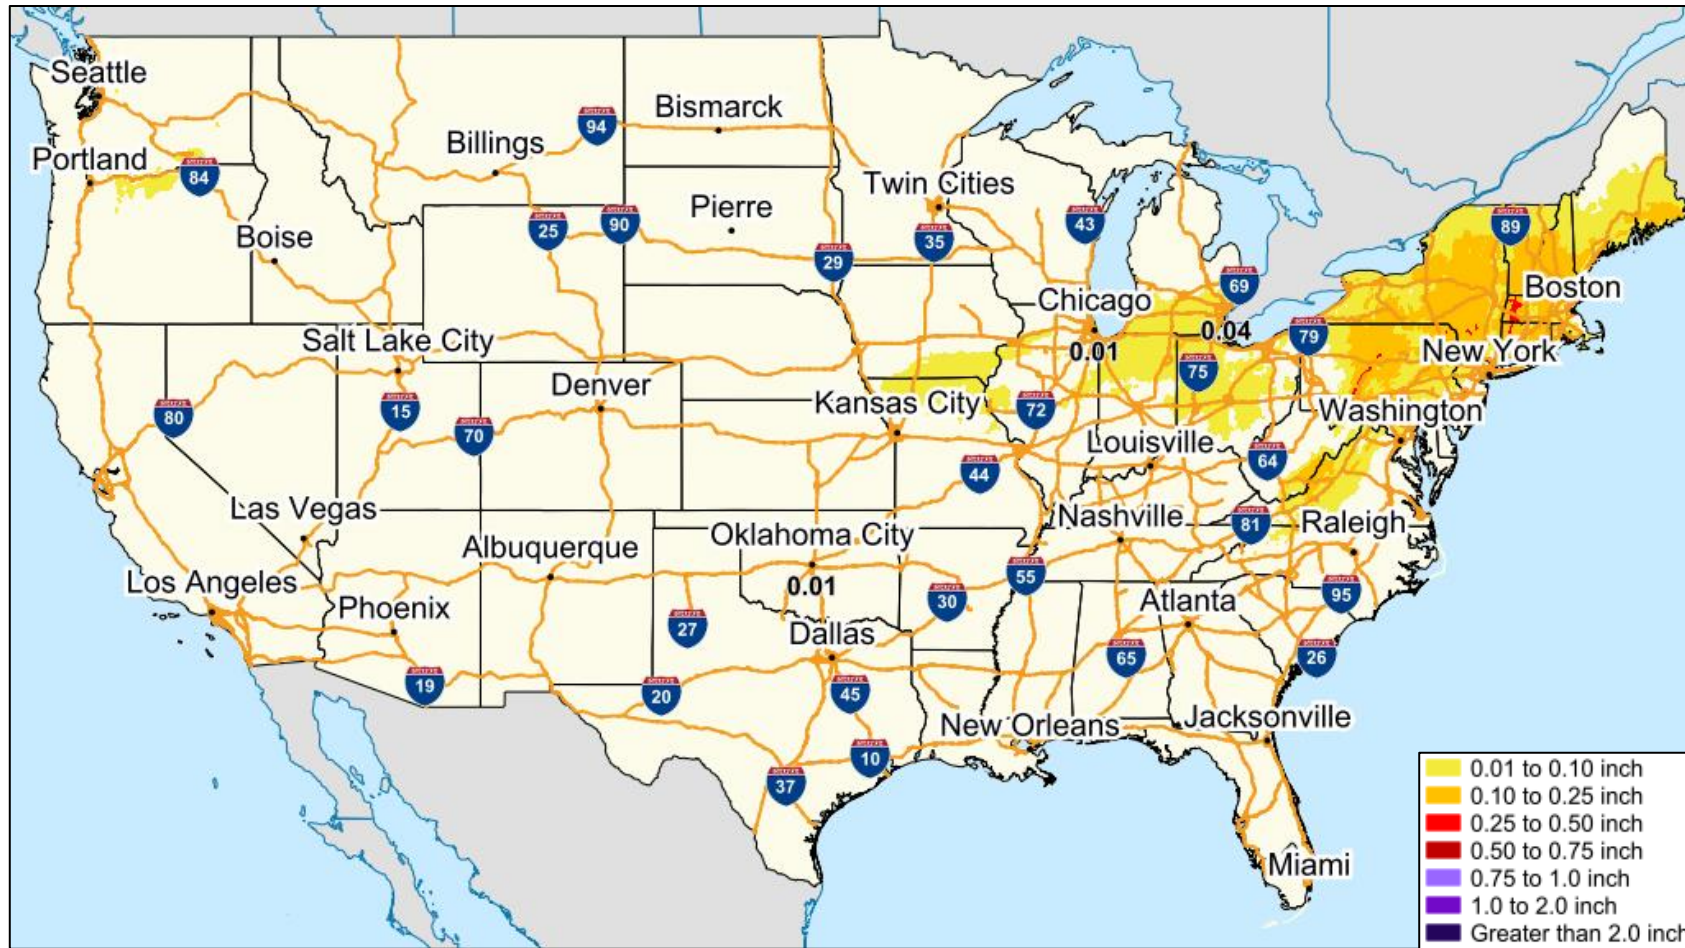 Seattle
Bismarck
94
Billings
Portland
84
Twin Cities
Pierre
25
90
43
89
35
Boise
29
69
Boston
Chicago
0.04
79
Salt Lake City
0.01
New York
75
Denver
80
15
Kansas City
72
Washington
70
Louisville
64
44
Las Vegas
Nashville
81
Raleigh
Oklahoma City
Albuquerque
55
Los Angeles
0.01
30
95
Phoenix
Atlanta
27
Dallas
65
26
19
20
45
New Orleans
Jacksonville
10
37
Miami
0.01 to 0.10 inch
0.10 to 0.25 inch
0.25 to 0.50 inch
0.50 to 0.75 inch
0.75 to 1.0 inch
1.0 to 2.0 inch
Greater than 2.0 inch